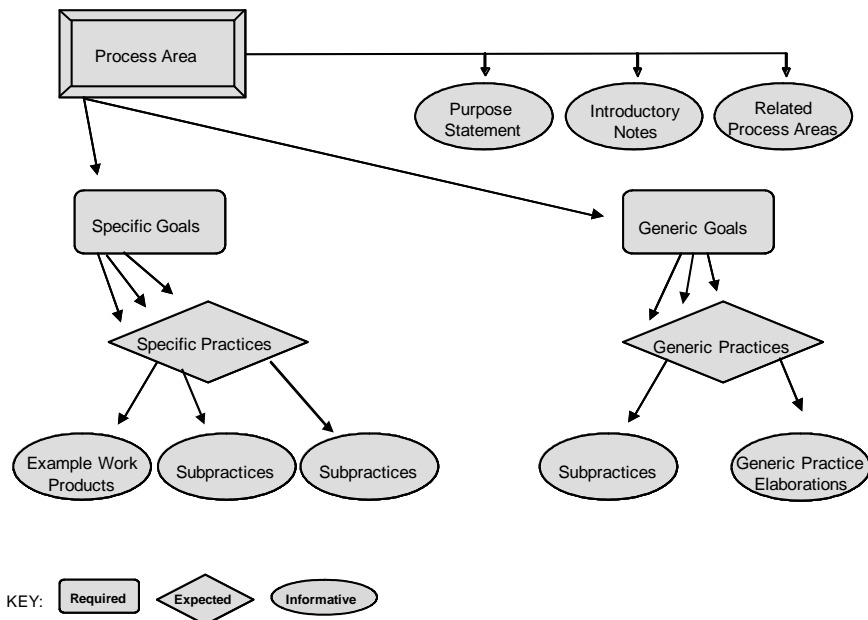 Process Area
Purpose
Statement
Introductory
Notes
Related
Process Areas
Specific Goals
Generic Goals
Specific Practices
Generic Practices
Example Work
Products
Subpractices
Subpractices
Subpractices
Generic Practice
Elaborations
KEY:
Required
Expected
Informative